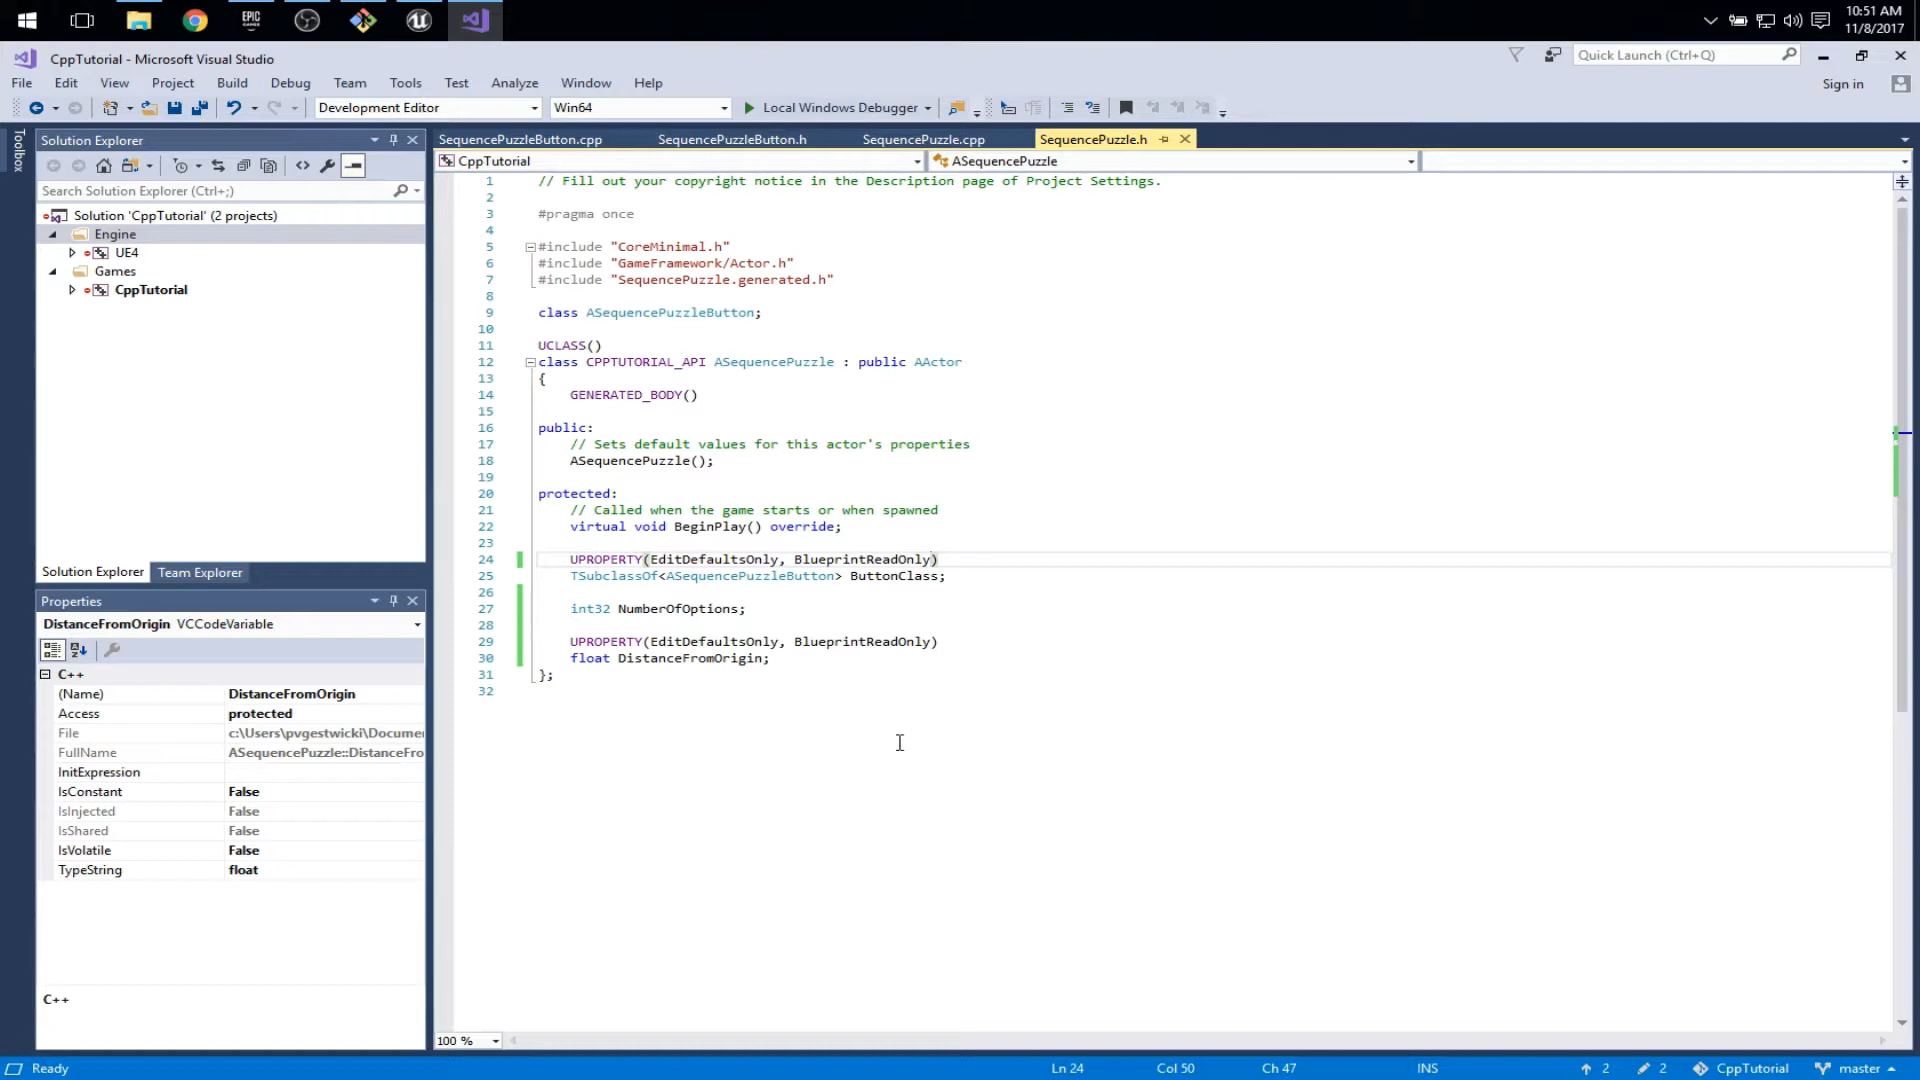 EPIC
GAMES
10:51 AM
11/8/2017
CppTutorial - Microsoft Visual Studio
Quick Launch (Ctrl+Q)
File Edit View Project Build Debug Team Tools Test Analyze Window Help
Sign in
Development Editor Win64 Local Windows Debugger
Toolbox
Solution Explorer
Search Solution Explorer (Ctrl+;)
Solution 'CppTutorial' (2 projects)
Engine
UE4
Games
CppTutorial
Solution Explorer Team Explorer
Properties
DistanceFromOrigin VCCodeVariable
C++
(Name) DistanceFromOrigin
Access protected
File c:\Users\pvgestwicki\Docume
FullName ASequencePuzzle::DistanceFro
InitExpression
IsConstant False
IsInjected False
IsShared False
IsVolatile False
TypeString float
C++
SequencePuzzleButton.cpp SequencePuzzleButton.h SequencePuzzle.cpp SequencePuzzle.h
CppTutorial ASequencePuzzle
1 // Fill out your copyright notice in the Description page of Project Settings.
2
3 #pragma once
4
5 #include "CoreMinimal.h"
6 #include "GameFramework/Actor.h"
7 #include "SequencePuzzle.generated.h"
8
9 class ASequencePuzzleButton;
10
11 UCLASS()
12 class CPPTUTORIAL_API ASequencePuzzle : public AActor
13 {
14 GENERATED_BODY()
15
16 public:
17 // Sets default values for this actor's properties
18 ASequencePuzzle();
19
20 protected:
21 // Called when the game starts or when spawned
22 virtual void BeginPlay() override;
23
24 UPROPERTY(EditDefaultsOnly, BlueprintReadOnly)
25 TSubclassOf<ASequencePuzzleButton> ButtonClass;
26
27 int32 NumberOfOptions;
28
29 UPROPERTY(EditDefaultsOnly, BlueprintReadOnly)
30 float DistanceFromOrigin;
31 };
32
100 %
Ready Ln 24 Col 50 Ch 47 INS 2 2 CppTutorial master